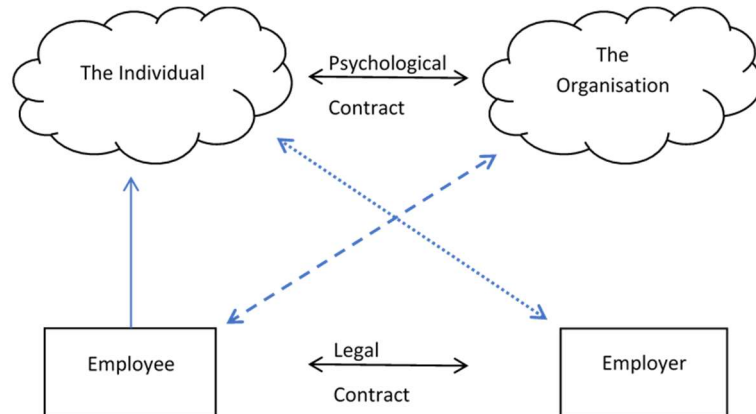 The Individual
Psychological
Contract
The
Organisation
Employee
Legal
Contract
Employer